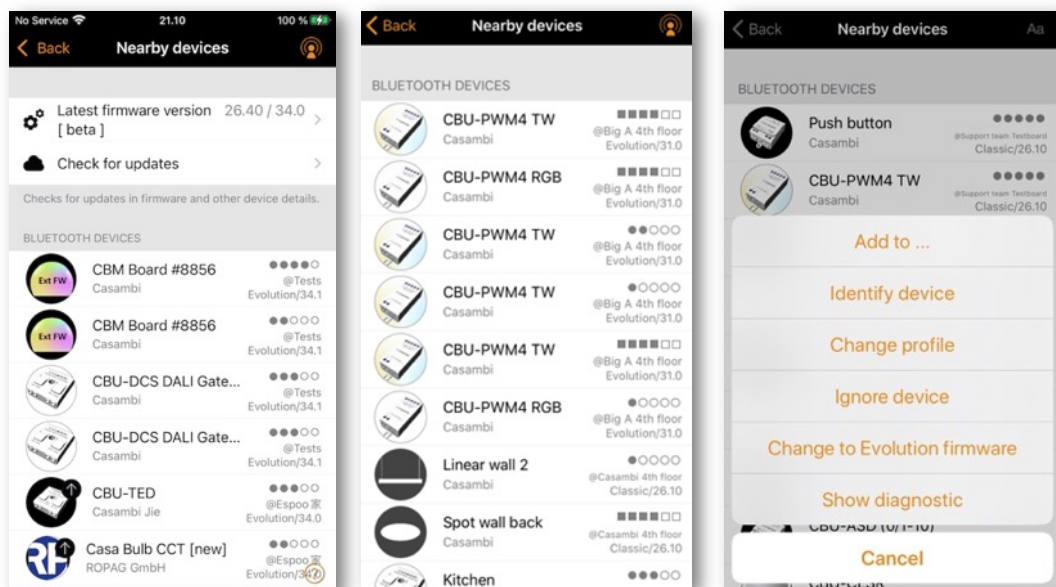 No Service 21.10 100 %
Back Nearby devices
Latest firmware version 26.40 / 34.0
[ beta ]
Check for updates
Checks for updates in firmware and other device details.
BLUETOOTH DEVICES
Ext FW
CBM Board #8856
Casambi
@Tests
Evolution/34.1
Ext FW
CBM Board #8856
Casambi
@Tests
Evolution/34.1
CBU-DCS DALI Gate...
Casambi
@Tests
Evolution/34.1
CBU-DCS DALI Gate...
Casambi
@Tests
Evolution/34.1
CBU-TED
Casambi Jie
@Espoo家
Evolution/34.0
Casa Bulb CCT [new]
ROPAG GmbH
@Espoo家
Evolution/34.0
Back Nearby devices
BLUETOOTH DEVICES
CBU-PWM4 TW
Casambi
@Big A 4th floor
Evolution/31.0
CBU-PWM4 RGB
Casambi
@Big A 4th floor
Evolution/31.0
CBU-PWM4 TW
Casambi
@Big A 4th floor
Evolution/31.0
CBU-PWM4 TW
Casambi
@Big A 4th floor
Evolution/31.0
CBU-PWM4 TW
Casambi
@Big A 4th floor
Evolution/31.0
CBU-PWM4 RGB
Casambi
@Big A 4th floor
Evolution/31.0
Linear wall 2
Casambi
@Casambi 4th floor
Classic/26.10
Spot wall back
Casambi
@Casambi 4th floor
Classic/26.10
Kitchen
Back Nearby devices Aa
BLUETOOTH DEVICES
Push button
Casambi
@Support team Testboard
Classic/26.10
CBU-PWM4 TW
Casambi
@Support team Testboard
Classic/26.10
Add to ...
Identify device
Change profile
Ignore device
Change to Evolution firmware
Show diagnostic
CBU-ASD (0/1-10)
Cancel